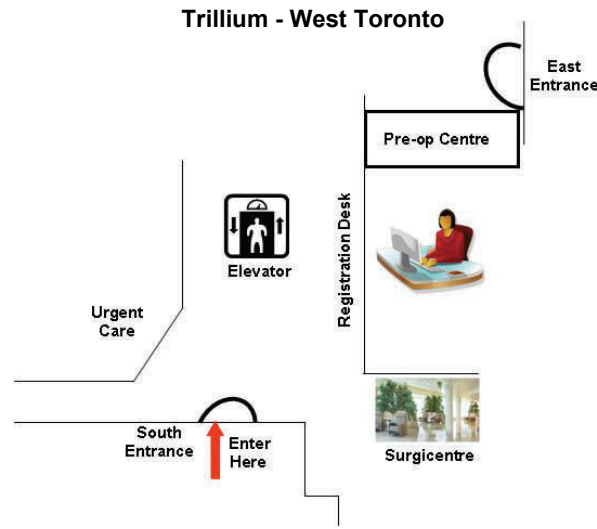 Trillium - West Toronto
East
Entrance
Pre-op Centre
Registration Desk
Elevator
Urgent
Care
South
Entrance
Enter
Here
Surgicentre